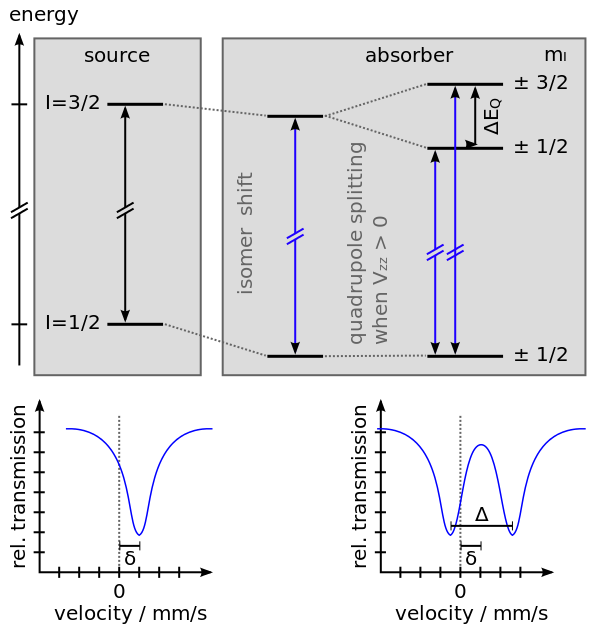 energy
source
absorber
mI
I=3/2
± 3/2
ΔEQ
± 1/2
isomer shift
quadrupole splitting
when Vzz > 0
I=1/2
± 1/2
rel. transmission
δ
0
velocity / mm/s
rel. transmission
Δ
δ
0
velocity / mm/s